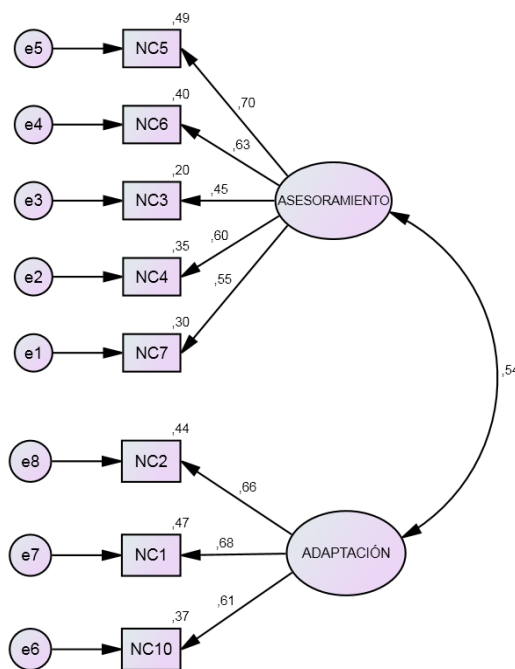 ,49
e5 NC5
,70
,40
e4 NC6
,63
,20
e3 NC3 ,45 ASESORAMIENTO
,60
,35
e2 NC4
,55
,30
e1 NC7
,54
,44
e8 NC2
,66
,47
e7 NC1 ,68 ADAPTACIÓN
,61
,37
e6 NC10